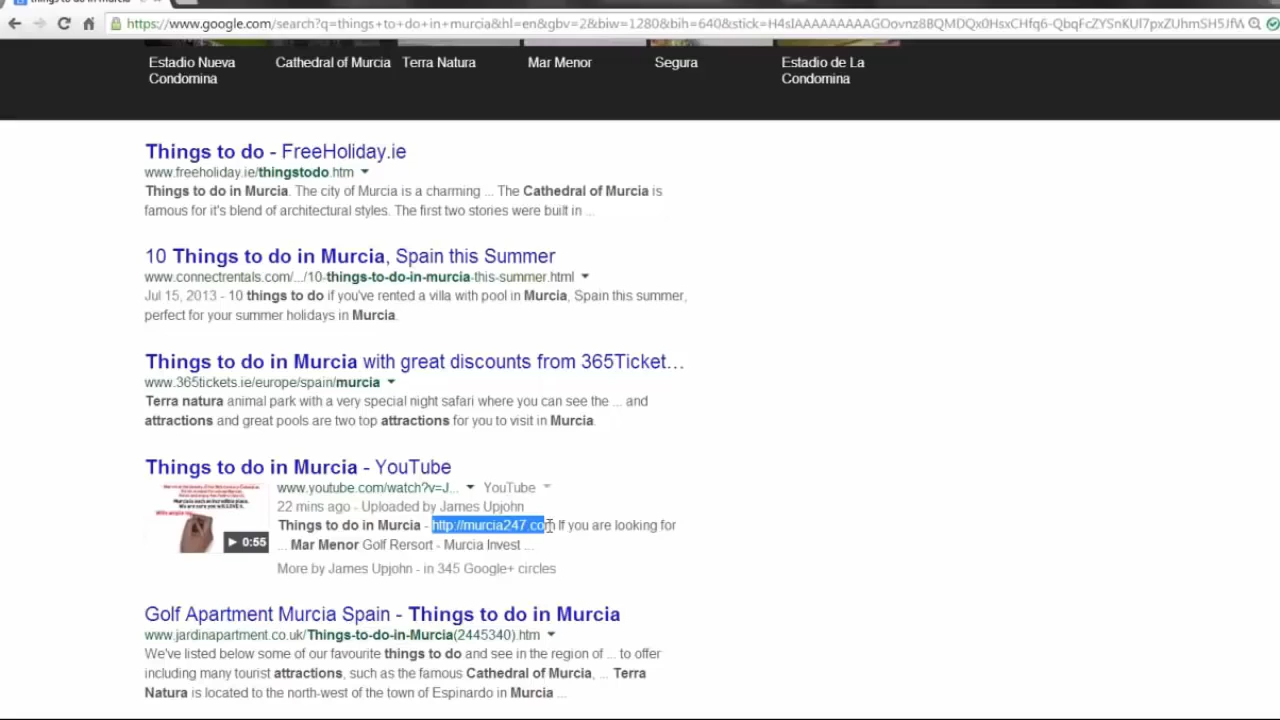 things to do in murcia
https://www.google.com/search?q=things+to+do+in+murcia&hl=en&gbv=2&biw=1280&bih=640&stick=
Estadio Nueva Condomina
Cathedral of Murcia
Terra Natura
Mar Menor
Segura
Estadio de La Condomina
Things to do - FreeHoliday.ie
www.freeholiday.ie/thingstodo.htm
Things to do in Murcia. The city of Murcia is a charming ... The Cathedral of Murcia is
famous for it's blend of architectural styles. The first two stories were built in ...
10 Things to do in Murcia, Spain this Summer
www.connectrentals.com/.../10-things-to-do-in-murcia-this-summer.html
Jul 15, 2013 - 10 things to do if you've rented a villa with pool in Murcia, Spain this summer,
perfect for your summer holidays in Murcia.
Things to do in Murcia with great discounts from 365Ticket...
www.365tickets.ie/europe/spain/murcia
Terra natura animal park with a very special night safari where you can see the ... and
attractions and great pools are two top attractions for you to visit in Murcia.
Things to do in Murcia - YouTube
www.youtube.com/watch?v=J... YouTube
22 mins ago - Uploaded by James Upjohn
Things to do in Murcia - http://murcia247.com If you are looking for
... Mar Menor Golf Rersort - Murcia Invest ...
0:55
More by James Upjohn - in 345 Google+ circles
Golf Apartment Murcia Spain - Things to do in Murcia
www.jardinapartment.co.uk/Things-to-do-in-Murcia(2445340).htm
We've listed below some of our favourite things to do and see in the region of ... to offer
including many tourist attractions, such as the famous Cathedral of Murcia, ... Terra
Natura is located to the north-west of the town of Espinardo in Murcia ...